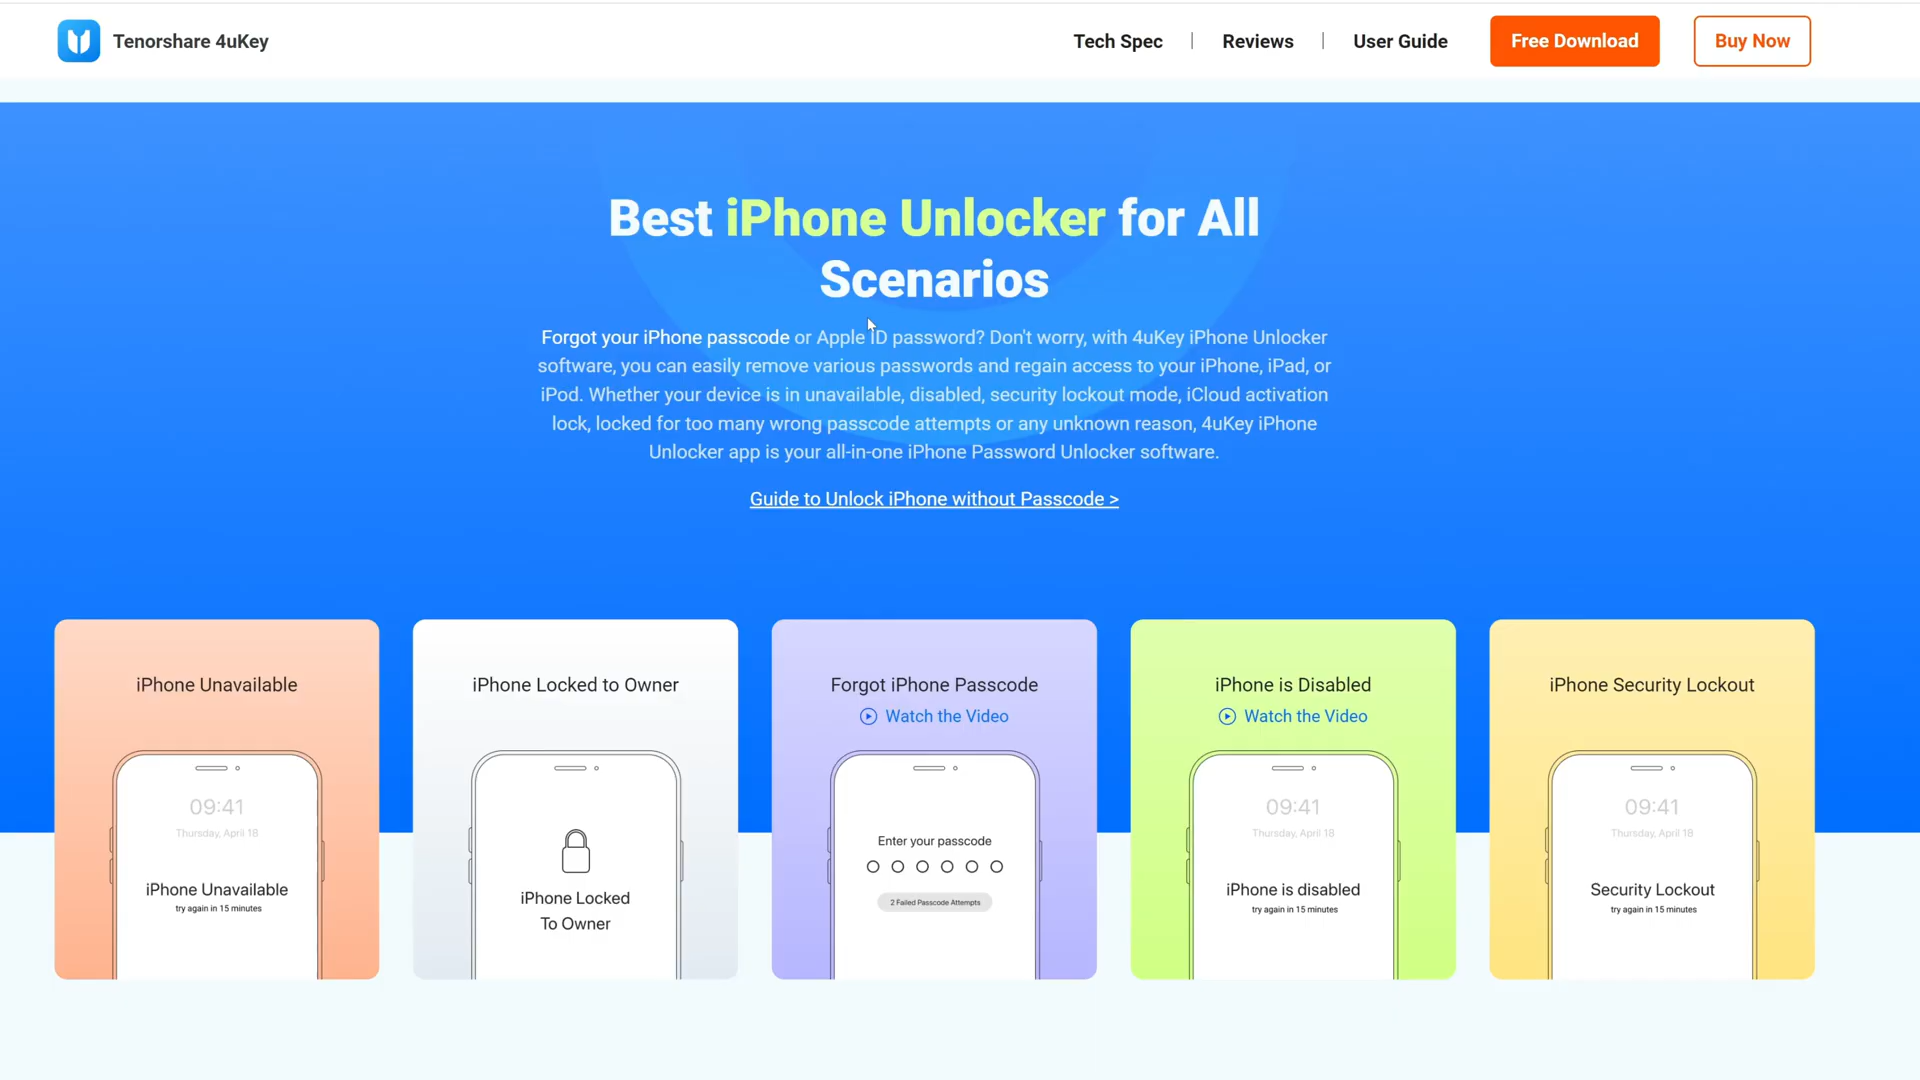 Tenorshare 4uKey
Tech Spec | Reviews | User Guide
Free Download
Buy Now
Best iPhone Unlocker for All
Scenarios
Forgot your iPhone passcode or Apple ID password? Don't worry, with 4uKey iPhone Unlocker
software, you can easily remove various passwords and regain access to your iPhone, iPad, or
iPod. Whether your device is in unavailable, disabled, security lockout mode, iCloud activation
lock, locked for too many wrong passcode attempts or any unknown reason, 4uKey iPhone
Unlocker app is your all-in-one iPhone Password Unlocker software.
Guide to Unlock iPhone without Passcode >
iPhone Unavailable
09:41
Thursday, April 18
iPhone Unavailable
try again in 15 minutes
iPhone Locked to Owner
iPhone Locked
To Owner
Forgot iPhone Passcode
Watch the Video
Enter your passcode
2 Failed Passcode Attempts
iPhone is Disabled
Watch the Video
09:41
Thursday, April 18
iPhone is disabled
try again in 15 minutes
iPhone Security Lockout
09:41
Thursday, April 18
Security Lockout
try again in 15 minutes